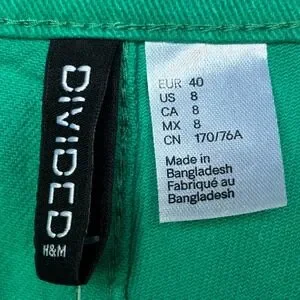 DIVIDED
H&M
EUR 40
US 8
CA 8
MX 8
CN 170/76A
Made in
Bangladesh
Fabriqué au
Bangladesh